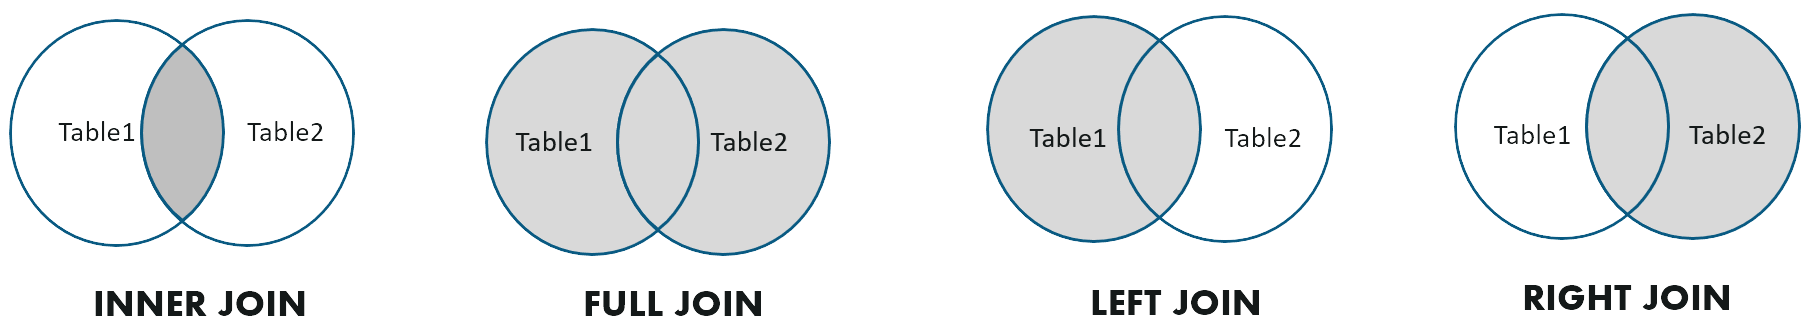 Table1
Table2
INNER JOIN
Table1
Table2
FULL JOIN
Table1
Table2
LEFT JOIN
Table1
Table2
RIGHT JOIN